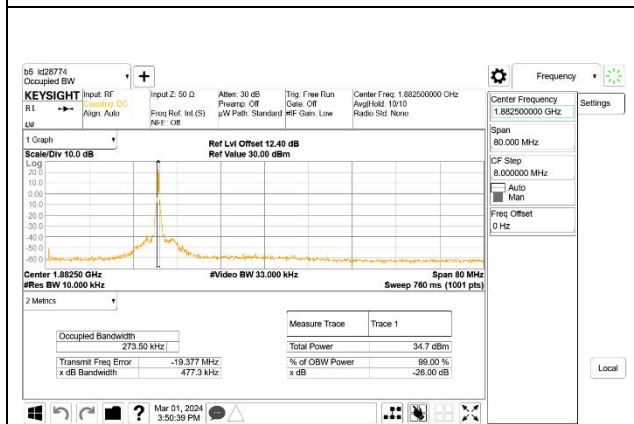 b5 Id28774
Occupied BW
+
Frequency
KEYSIGHT
RL
Input: RF
Coupling: DC
Align: Auto
Input Z: 50 Ω
Freq Ref: Int (S)
NFE: Off
Atten: 30 dB
Preamp: Off
µW Path: Standard
Trig: Free Run
Gate: Off
#IF Gain: Low
Center Freq: 1.882500000 GHz
Avg|Hold: 10/10
Radio Std: None
Center Frequency
1.882500000 GHz
Settings
Span
80.000 MHz
CF Step
8.000000 MHz
Auto
Man
Freq Offset
0 Hz
1 Graph
Scale/Div 10.0 dB
Ref Lvl Offset 12.40 dB
Ref Value 30.00 dBm
Log
20.0
10.0
0.00
-10.0
-20.0
-30.0
-40.0
-50.0
-60.0
Center 1.88250 GHz
#Res BW 10.000 kHz
#Video BW 33.000 kHz
Span 80 MHz
Sweep 760 ms (1001 pts)
2 Metrics
Measure Trace Trace 1
Occupied Bandwidth
273.50 kHz
Total Power 34.7 dBm
Transmit Freq Error -19.377 MHz
% of OBW Power 99.00 %
x dB Bandwidth 477.3 kHz
x dB -26.00 dB
Local
?
Mar 01, 2024
3:50:39 PM